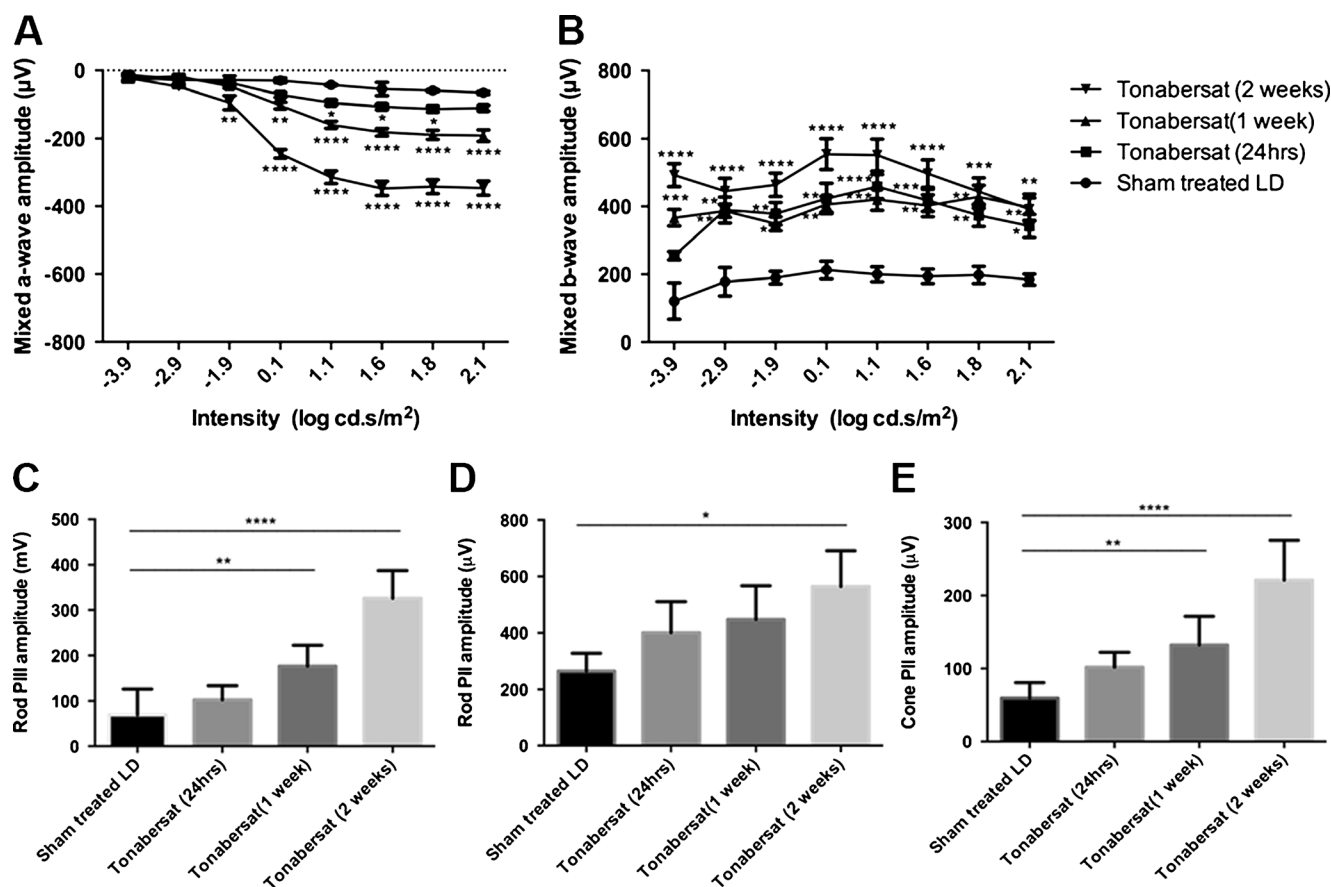 A
Mixed a-wave amplitude (μV)
0
-200
-400
-600
-800
**
**
*
*
*
****
****
****
****
****
****
****
****
****
-3.9
-2.9
-1.9
0.1
1.1
1.6
1.8
2.1
Intensity (log cd.s/m²)
B
Mixed b-wave amplitude (μV)
800
600
400
200
0
****
****
****
****
****
****
***
**
-3.9
-2.9
-1.9
0.1
1.1
1.6
1.8
2.1
Intensity (log cd.s/m²)
Tonabersat (2 weeks)
Tonabersat(1 week)
Tonabersat (24hrs)
Sham treated LD
C
Rod PIII amplitude (mV)
500
400
300
200
100
0
****
**
Sham treated LD
Tonabersat (24hrs)
Tonabersat(1 week)
Tonabersat (2 weeks)
D
Rod PIII amplitude (μV)
800
600
400
200
0
*
Sham treated LD
Tonabersat (24hrs)
Tonabersat(1 week)
Tonabersat (2 weeks)
E
Cone PII amplitude (μV)
300
200
100
0
****
**
Sham treated LD
Tonabersat (24hrs)
Tonabersat(1 week)
Tonabersat (2 weeks)